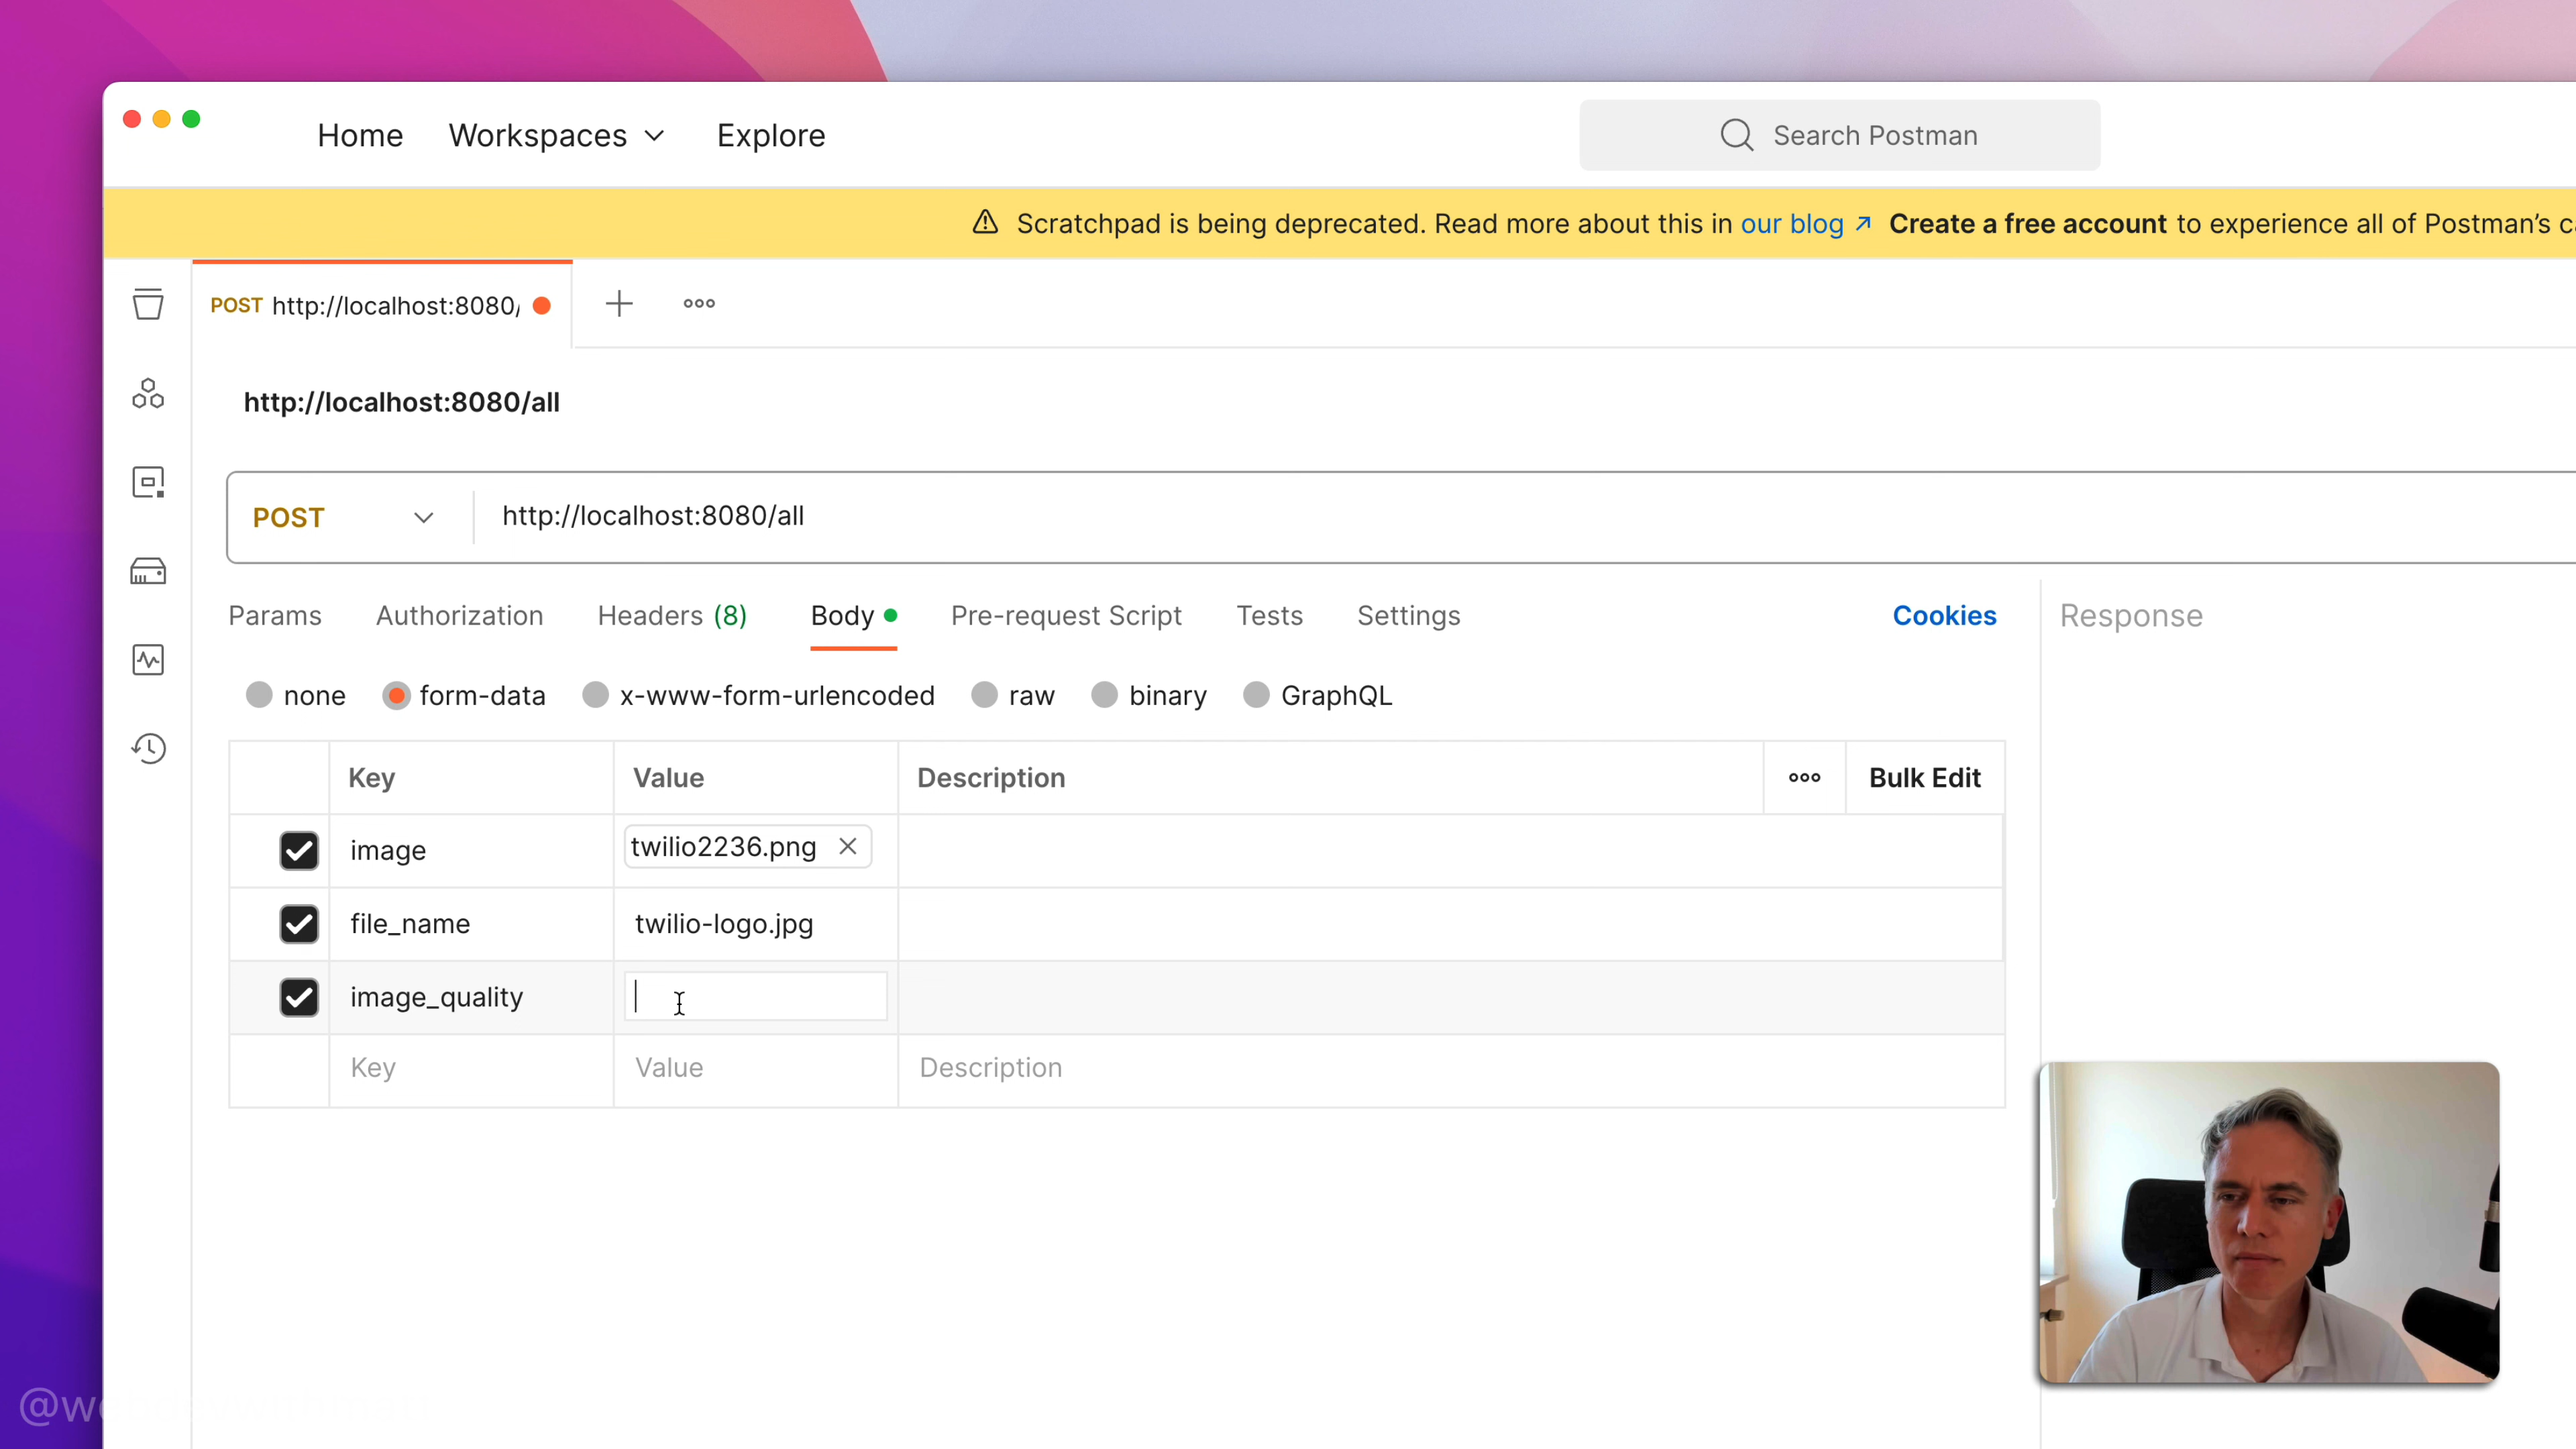 Home Workspaces Explore Search Postman
Scratchpad is being deprecated. Read more about this in our blog ↗ Create a free account to experience all of Postman's
POST http://localhost:8080/
http://localhost:8080/all
POST http://localhost:8080/all
Params Authorization Headers (8) Body Pre-request Script Tests Settings Cookies Response
none form-data x-www-form-urlencoded raw binary GraphQL
Key Value Description Bulk Edit
image twilio2236.png
file_name twilio-logo.jpg
image_quality
Key Value Description